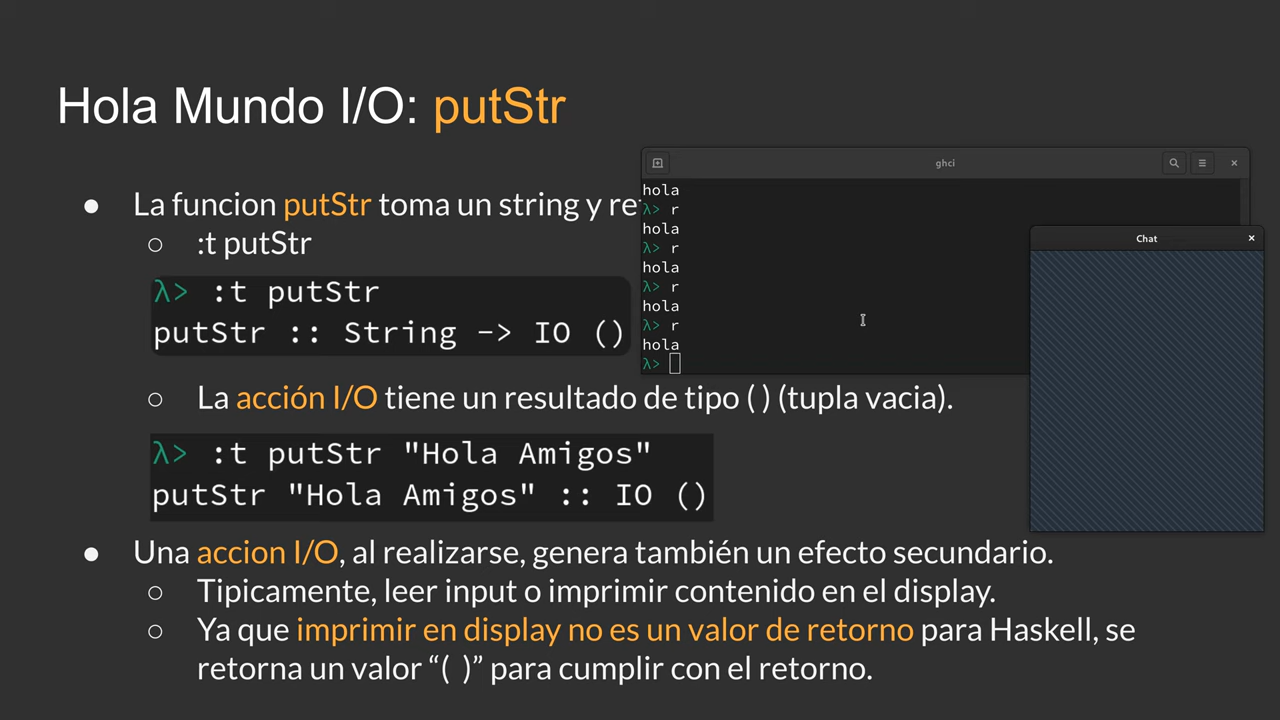 Hola Mundo I/O: putStr
● La funcion putStr toma un string y re
○ :t putStr
λ> :t putStr
putStr :: String -> IO ()
○ La acción I/O tiene un resultado de tipo ( ) (tupla vacia).
λ> :t putStr "Hola Amigos"
putStr "Hola Amigos" :: IO ()
● Una accion I/O, al realizarse, genera también un efecto secundario.
○ Tipicamente, leer input o imprimir contenido en el display.
○ Ya que imprimir en display no es un valor de retorno para Haskell, se
retorna un valor “( )” para cumplir con el retorno.
ghci
hola
λ> r
hola
λ> r
hola
λ> r
hola
λ> r
hola
λ>
Chat